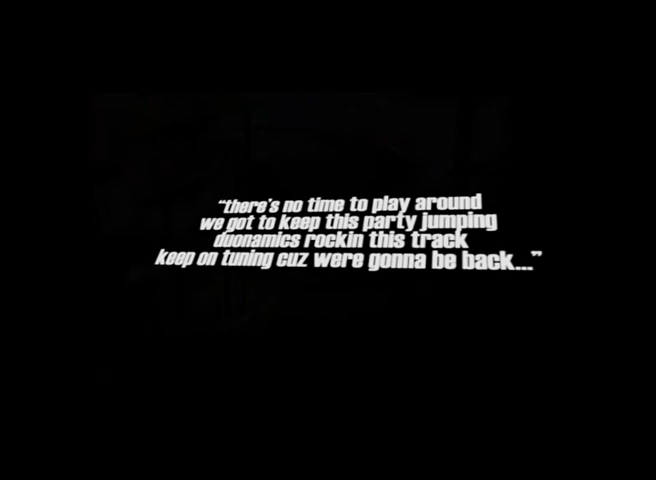 “there's no time to play around
we got to keep this party jumping
duonamics rockin this track
keep on tuning cuz were gonna be back...”